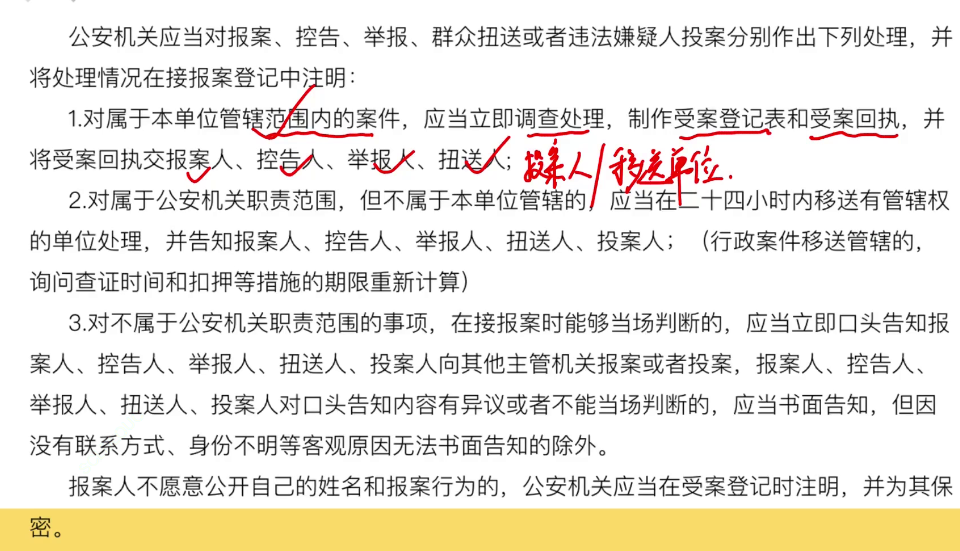 公安机关应当对报案、控告、举报、群众扭送或者违法嫌疑人投案分别作出下列处理，并
将处理情况在接报案登记中注明：
1.对属于本单位管辖范围内的案件，应当立即调查处理，制作受案登记表和受案回执，并
将受案回执交报案人、控告人、举报人、扭送人；投案人/移送单位.
2.对属于公安机关职责范围，但不属于本单位管辖的，应当在二十四小时内移送有管辖权
的单位处理，并告知报案人、控告人、举报人、扭送人、投案人；（行政案件移送管辖的，
询问查证时间和扣押等措施的期限重新计算）
3.对不属于公安机关职责范围的事项，在接报案时能够当场判断的，应当立即口头告知报
案人、控告人、举报人、扭送人、投案人向其他主管机关报案或者投案，报案人、控告人、
举报人、扭送人、投案人对口头告知内容有异议或者不能当场判断的，应当书面告知，但因
没有联系方式、身份不明等客观原因无法书面告知的除外。
报案人不愿意公开自己的姓名和报案行为的，公安机关应当在受案登记时注明，并为其保
密。